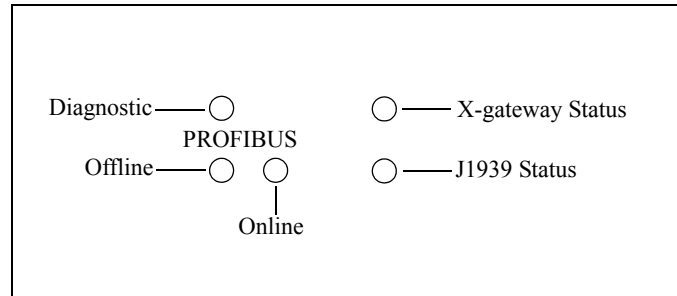 Diagnostic
X-gateway Status
PROFIBUS
Offline
J1939 Status
Online